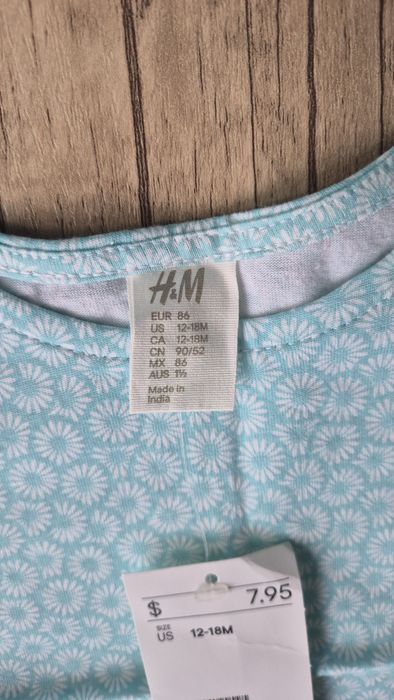 H&M
EUR 86
US 12-18M
CA 12-18M
CN 90/52
MX 86
AUS 1½
Made in
India
$ 7.95
SIZE
US 12-18M